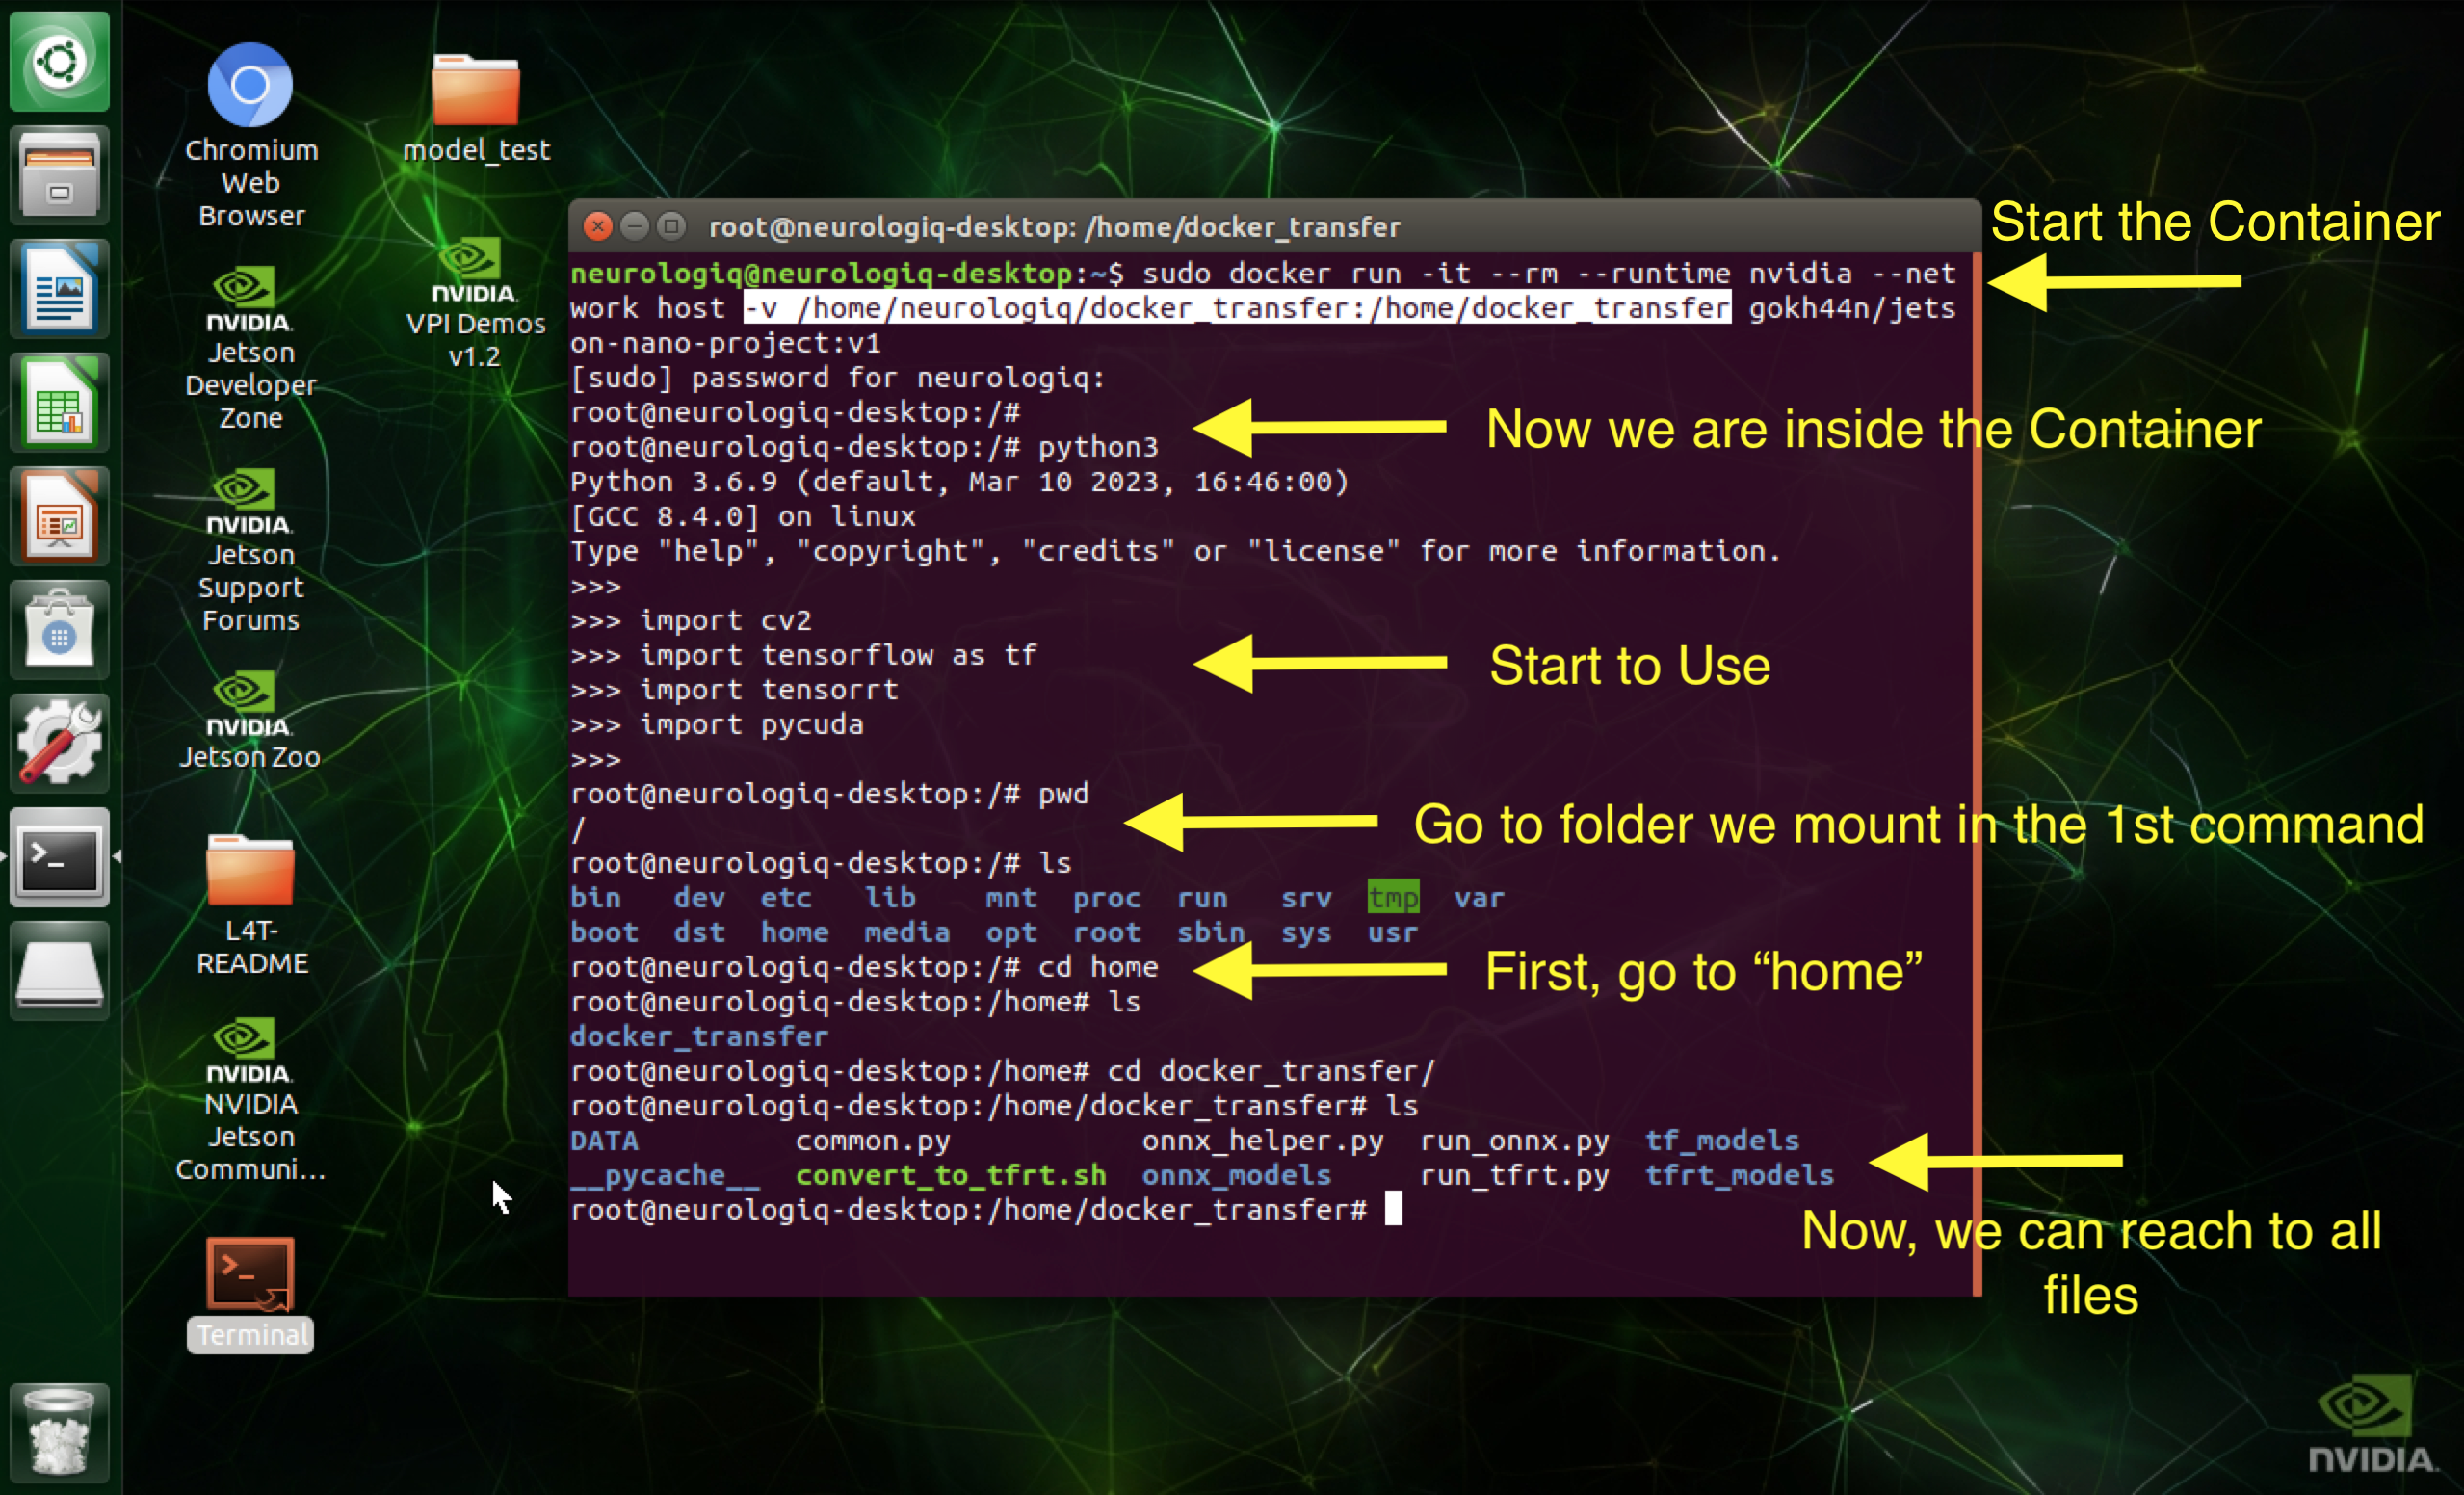 Chromium
Web
Browser
model_test
NVIDIA.
Jetson
Developer
Zone
NVIDIA.
VPI Demos
v1.2
NVIDIA.
Jetson
Support
Forums
NVIDIA.
Jetson Zoo
L4T-
README
NVIDIA.
NVIDIA
Jetson
Communi...
Terminal
root@neurologiq-desktop: /home/docker_transfer
neurologiq@neurologiq-desktop:~$ sudo docker run -it --rm --runtime nvidia --net
work host -v /home/neurologiq/docker_transfer:/home/docker_transfer gokh44n/jets
on-nano-project:v1
[sudo] password for neurologiq:
root@neurologiq-desktop:/#
root@neurologiq-desktop:/# python3
Python 3.6.9 (default, Mar 10 2023, 16:46:00)
[GCC 8.4.0] on linux
Type "help", "copyright", "credits" or "license" for more information.
>>>
>>> import cv2
>>> import tensorflow as tf
>>> import tensorrt
>>> import pycuda
>>>
root@neurologiq-desktop:/# pwd
/
root@neurologiq-desktop:/# ls
bin dev etc lib mnt proc run srv tmp var
boot dst home media opt root sbin sys usr
root@neurologiq-desktop:/# cd home
root@neurologiq-desktop:/home# ls
docker_transfer
root@neurologiq-desktop:/home# cd docker_transfer/
root@neurologiq-desktop:/home/docker_transfer# ls
DATA common.py onnx_helper.py run_onnx.py tf_models
__pycache__ convert_to_tfrt.sh onnx_models run_tfrt.py tfrt_models
root@neurologiq-desktop:/home/docker_transfer#
Start the Container
Now we are inside the Container
Start to Use
Go to folder we mount in the 1st command
First, go to “home”
Now, we can reach to all
files
NVIDIA.